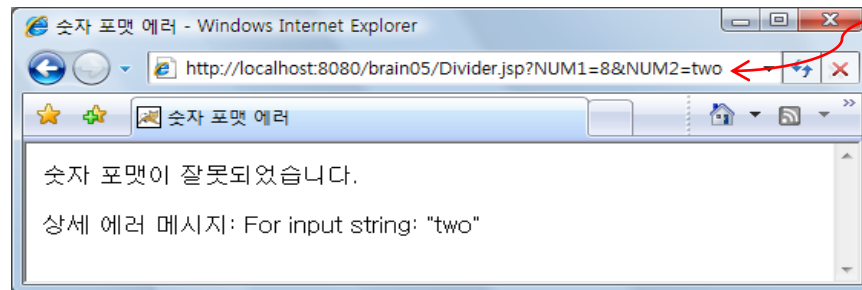 숫자 포맷 에러 - Windows Internet Explorer
http://localhost:8080/brain05/Divider.jsp?NUM1=8&NUM2=two
숫자 포맷 에러
숫자 포맷이 잘못되었습니다.
상세 에러 메시지: For input string: "two"